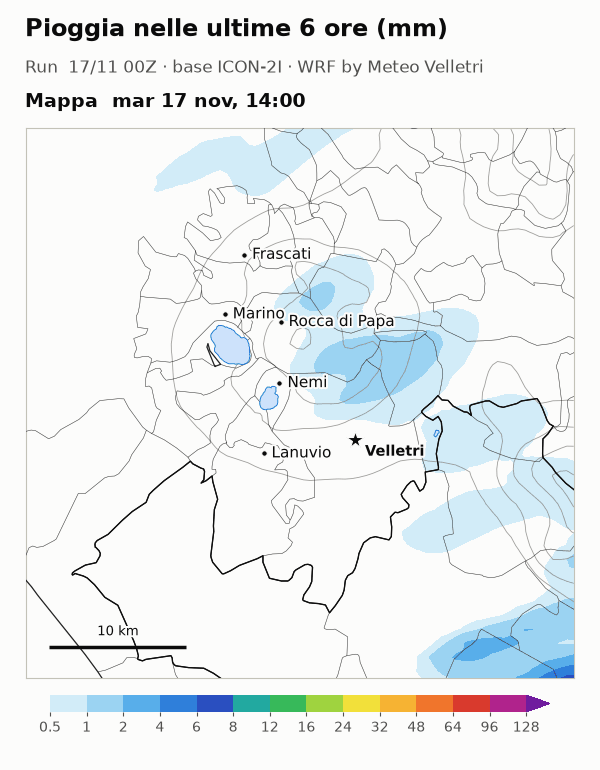 Pioggia nelle ultime 6 ore (mm)
Run 17/11 00Z · base ICON-2I · WRF by Meteo Velletri
Mappa mar 17 nov, 14:00
Frascati
Marino
Rocca di Papa
Nemi
Velletri
Lanuvio
10 km
0.5 1 2 4 6 8 12 16 24 32 48 64 96 128